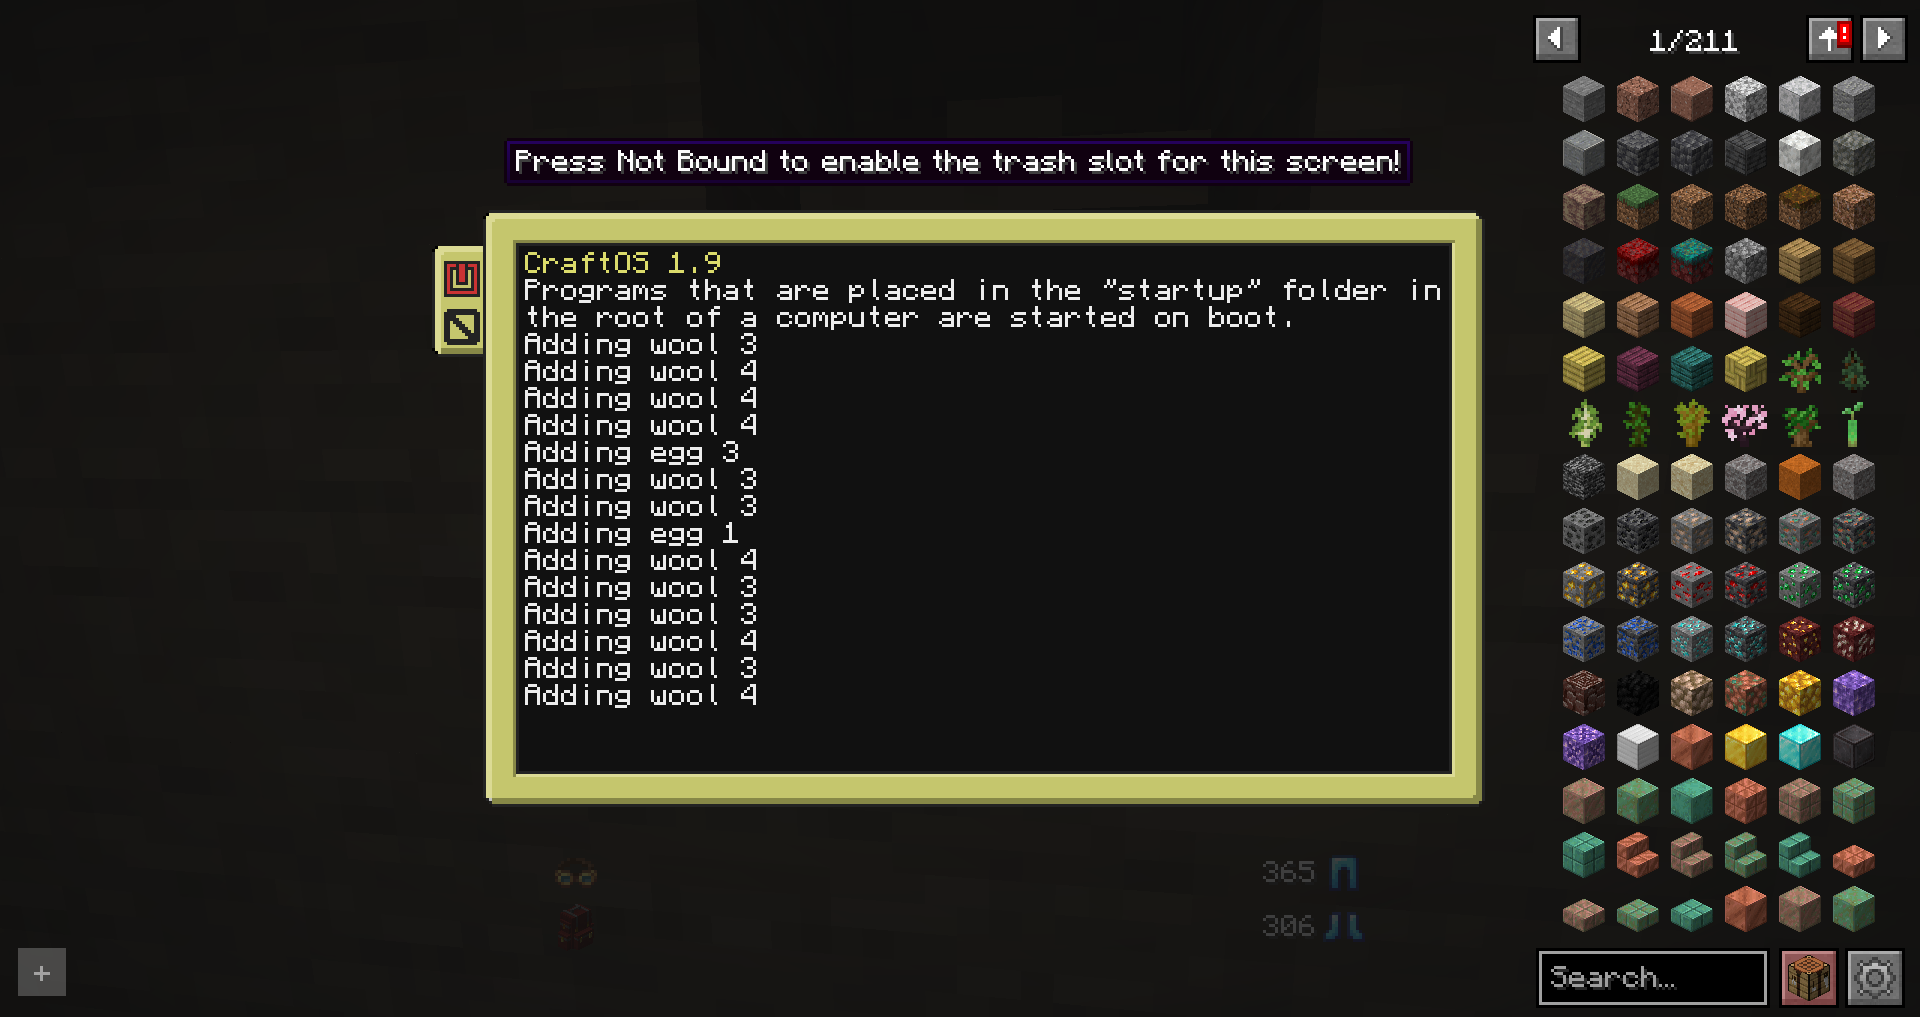 1/211
Press Not Bound to enable the trash slot for this screen!
CraftOS 1.9
Programs that are placed in the "startup" folder in
the root of a computer are started on boot.
Adding wool 3
Adding wool 4
Adding wool 4
Adding wool 4
Adding egg 3
Adding wool 3
Adding wool 3
Adding egg 1
Adding wool 4
Adding wool 3
Adding wool 3
Adding wool 4
Adding wool 3
Adding wool 4
365
306
+
Search...